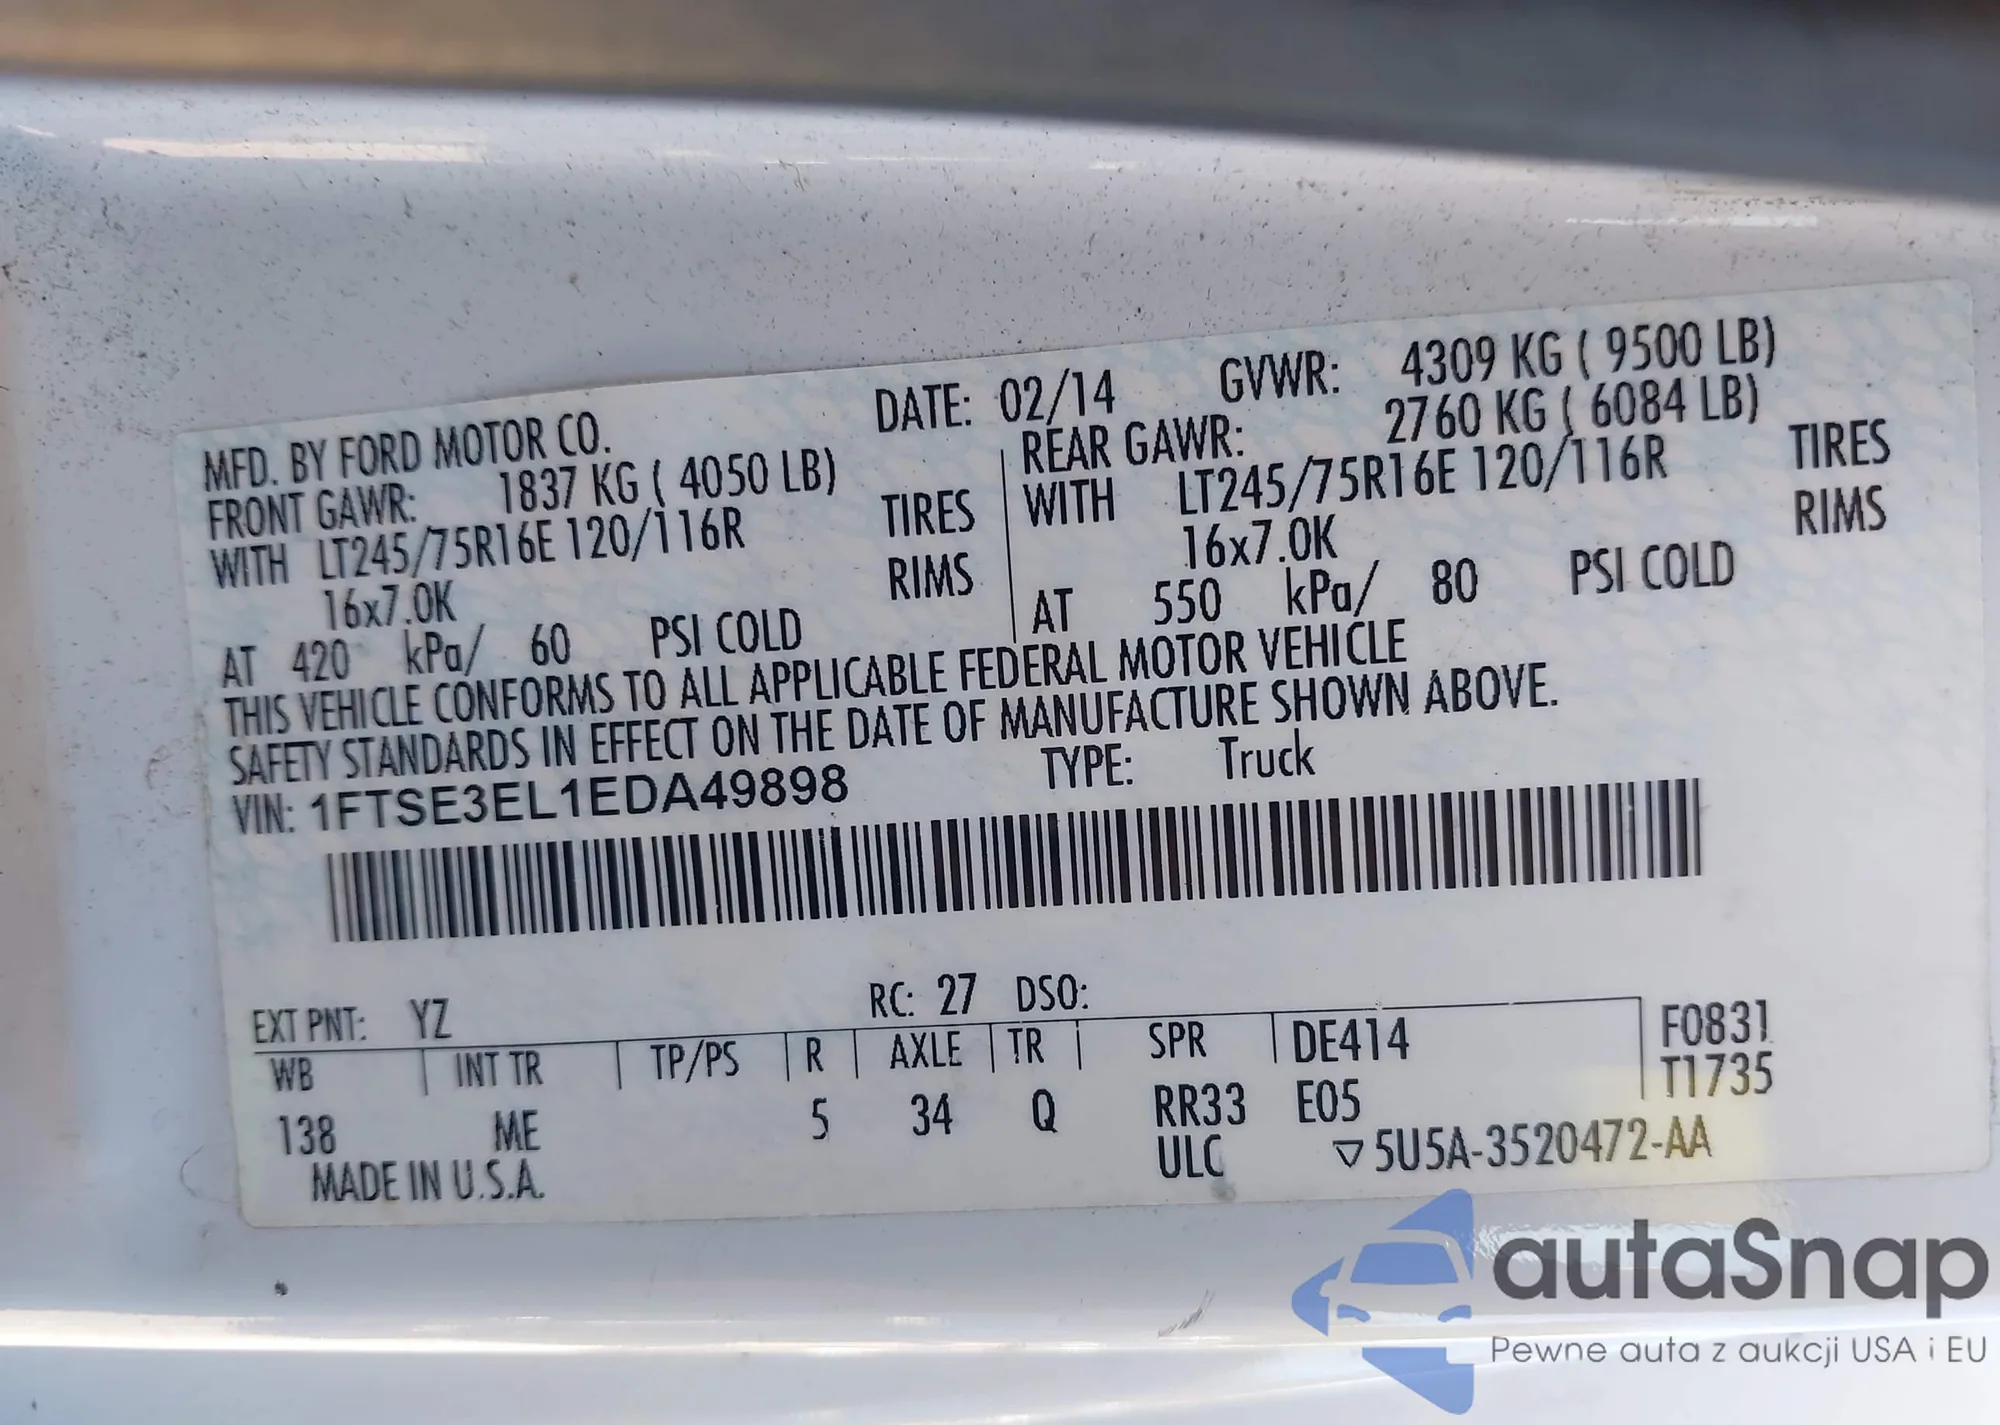 MFD. BY FORD MOTOR CO. DATE: 02/14 GVWR: 4309 KG ( 9500 LB)
FRONT GAWR: 1837 KG ( 4050 LB) REAR GAWR: 2760 KG ( 6084 LB)
WITH LT245/75R16E 120/116R TIRES WITH LT245/75R16E 120/116R TIRES
16x7.0K RIMS 16x7.0K RIMS
AT 420 kPa/ 60 PSI COLD AT 550 kPa/ 80 PSI COLD
THIS VEHICLE CONFORMS TO ALL APPLICABLE FEDERAL MOTOR VEHICLE
SAFETY STANDARDS IN EFFECT ON THE DATE OF MANUFACTURE SHOWN ABOVE.
VIN: 1FTSE3EL1EDA49898 TYPE: Truck
EXT PNT: YZ RC: 27 DSO:
WB INT TR TP/PS R AXLE TR SPR DE414 F0831
T1735
138 ME 5 34 Q RR33 E05
MADE IN U.S.A. ULC ▽5U5A-3520472-AA
autaSnap
Pewne auta z aukcji USA i EU